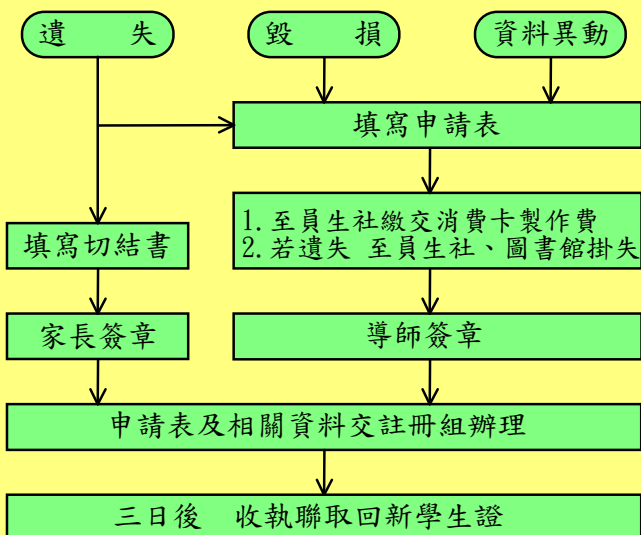 遺　　失
毀　　損
資料異動
填寫申請表
1. 至員生社繳交消費卡製作費
2. 若遺失 至員生社、圖書館掛失
填寫切結書
家長簽章
導師簽章
申請表及相關資料交註冊組辦理
三日後　收執聯取回新學生證